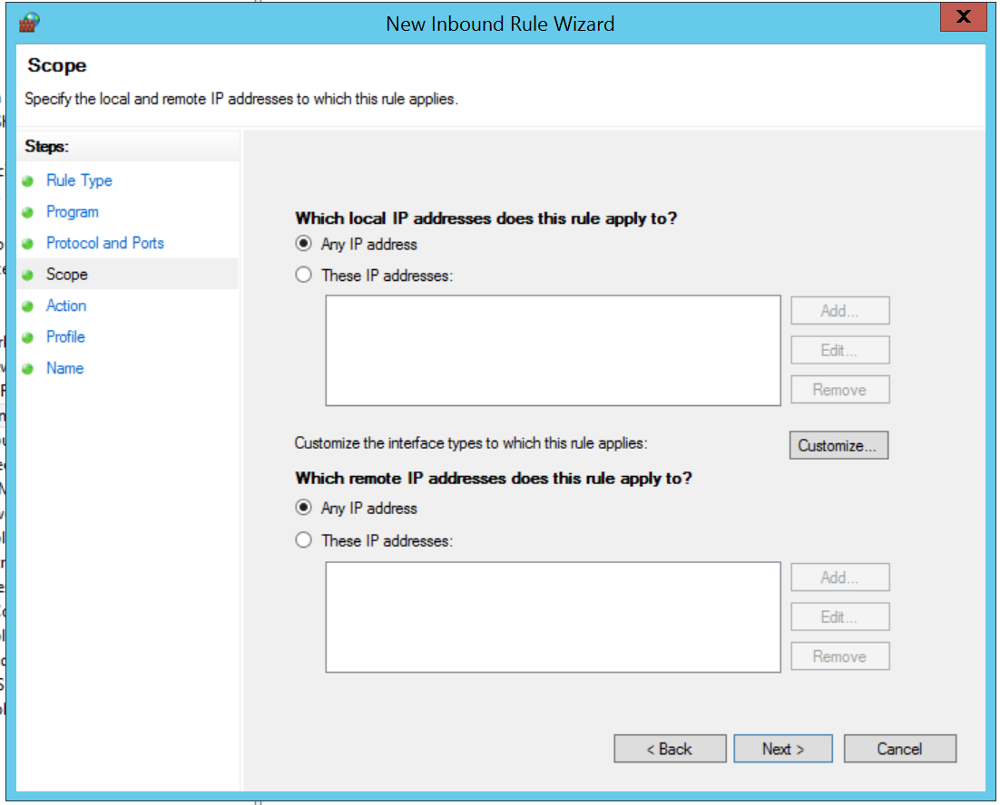 New Inbound Rule Wizard
X
Scope
Specify the local and remote IP addresses to which this rule applies.
Steps:
Rule Type
Program
Protocol and Ports
Scope
Action
Profile
Name
Which local IP addresses does this rule apply to?
Any IP address
These IP addresses:
Add...
Edit...
Remove
Customize the interface types to which this rule applies:
Customize...
Which remote IP addresses does this rule apply to?
Any IP address
These IP addresses:
Add...
Edit...
Remove
< Back
Next >
Cancel